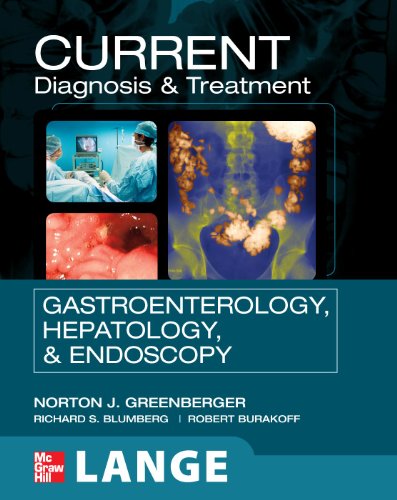 CURRENT
Diagnosis & Treatment
GASTROENTEROLOGY,
HEPATOLOGY,
& ENDOSCOPY
NORTON J. GREENBERGER
RICHARD S. BLUMBERG | ROBERT BURAKOFF
Mc
Graw
Hill
LANGE